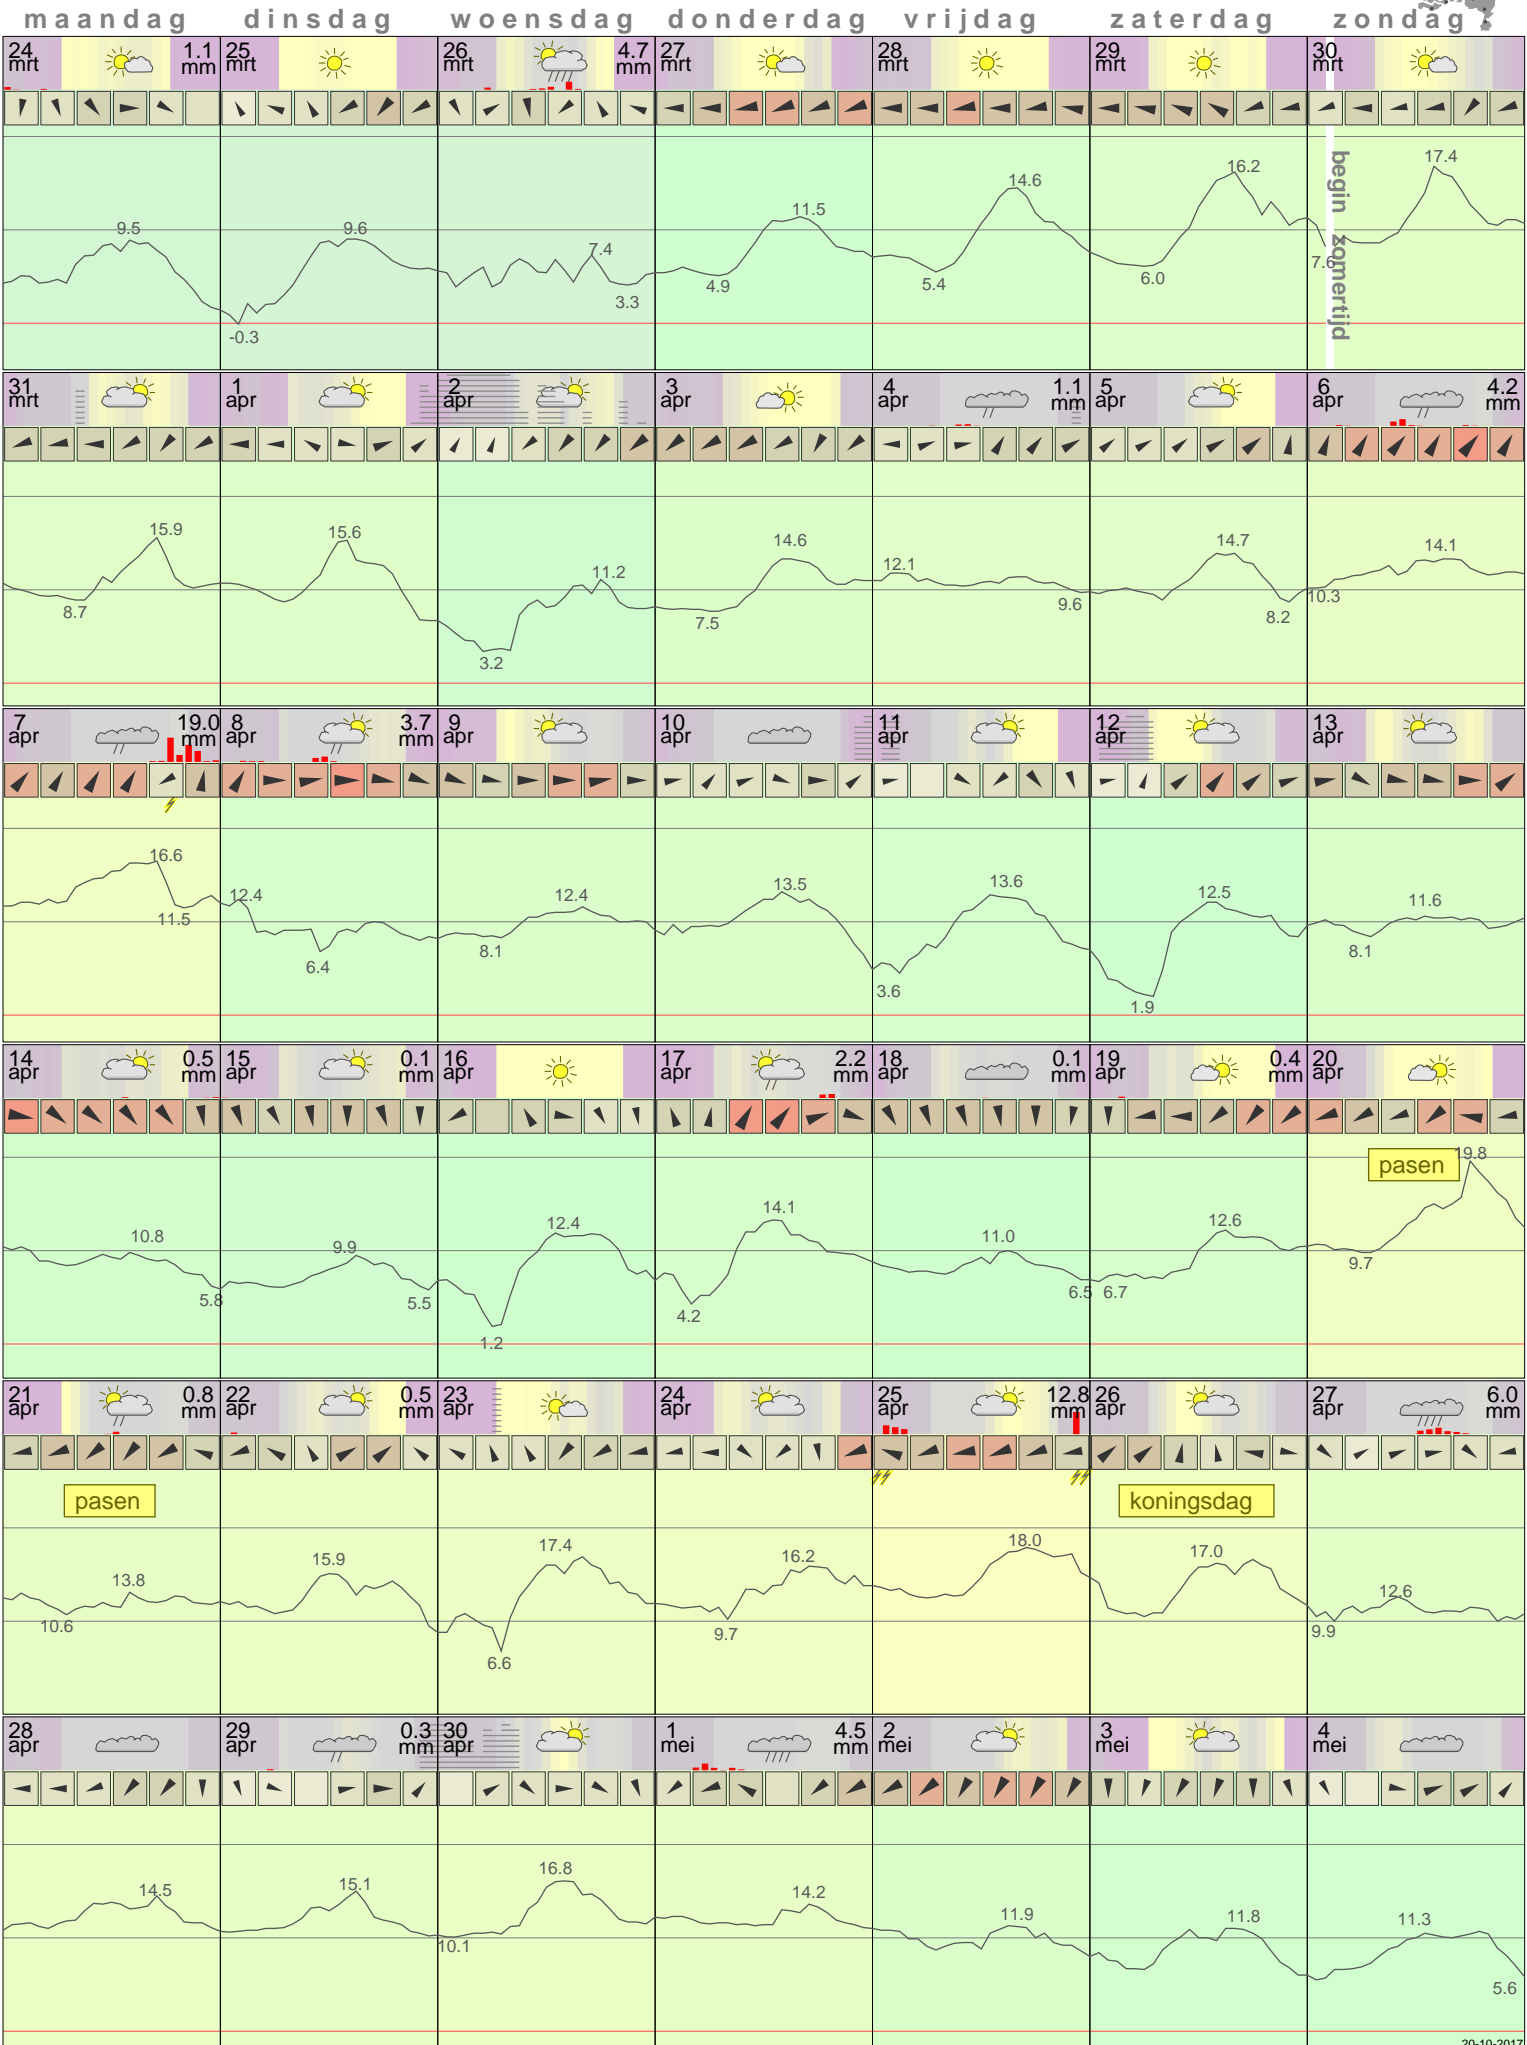 maandag dinsdag woensdag donderdag vrijdag zaterdag zondag
24 mrt 1.1 mm 25 mrt 26 mrt 4.7 mm 27 mrt 28 mrt 29 mrt 30 mrt
9.5 -0.3 9.6 7.4 3.3 4.9 11.5 5.4 14.6 6.0 16.2 7.6 17.4
begin zomertijd
31 mrt 1 apr 2 apr 3 apr 4 apr 1.1 mm 5 apr 6 apr 4.2 mm
8.7 15.9 15.6 3.2 11.2 7.5 14.6 12.1 9.6 14.7 8.2 10.3 14.1
7 apr 19.0 mm 8 apr 3.7 mm 9 apr 10 apr 11 apr 12 apr 13 apr
16.6 11.5 12.4 6.4 8.1 12.4 13.5 3.6 13.6 1.9 12.5 8.1 11.6
14 apr 0.5 mm 15 apr 0.1 mm 16 apr 17 apr 2.2 mm 18 apr 0.1 mm 19 apr 0.4 mm 20 apr
pasen
10.8 5.8 9.9 5.5 1.2 12.4 4.2 14.1 11.0 6.5 6.7 12.6 9.7 19.8
21 apr 0.8 mm 22 apr 0.5 mm 23 apr 24 apr 25 apr 12.8 mm 26 apr 27 apr 6.0 mm
pasen koningsdag
10.6 13.8 15.9 6.6 17.4 9.7 16.2 18.0 17.0 9.9 12.6
28 apr 29 apr 0.3 mm 30 apr 1 mei 4.5 mm 2 mei 3 mei 4 mei
14.5 15.1 10.1 16.8 14.2 11.9 11.8 11.3 5.6
20-10-2017